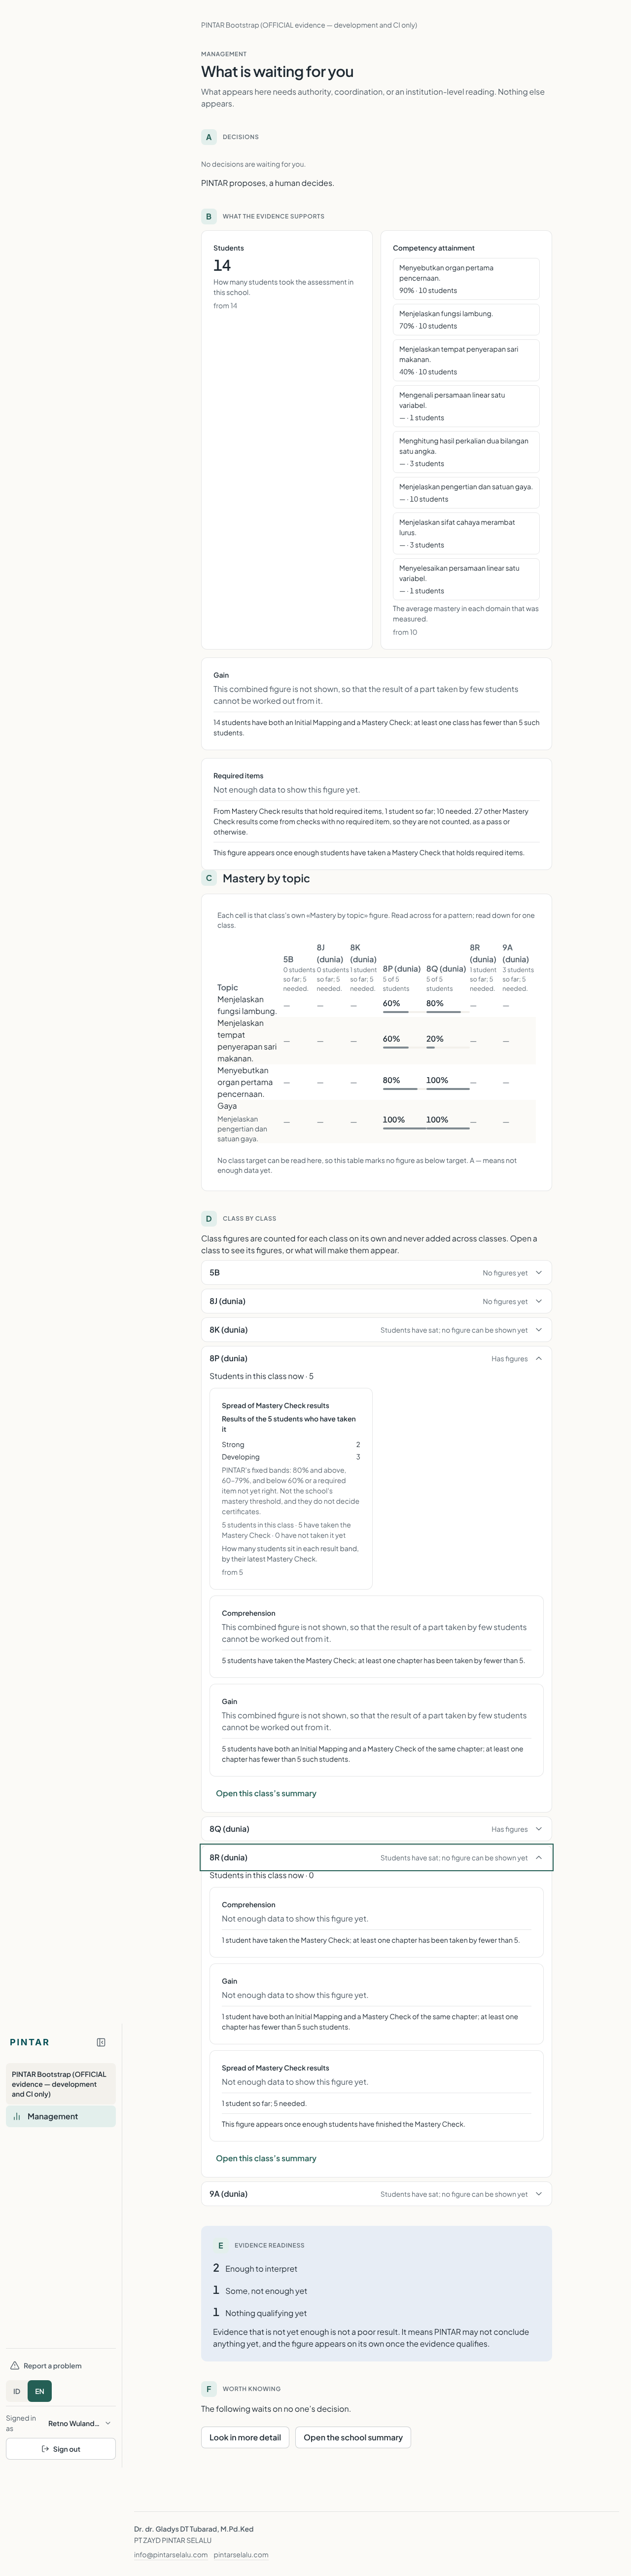 PINTAR Bootstrap (OFFICIAL evidence — development and CI only)
MANAGEMENT
What is waiting for you
What appears here needs authority, coordination, or an institution-level reading. Nothing else
appears.
A DECISIONS
No decisions are waiting for you.
PINTAR proposes, a human decides.
B WHAT THE EVIDENCE SUPPORTS
Students
14
How many students took the assessment in
this school.
from 14
Competency attainment
Menyebutkan organ pertama
pencernaan.
90% · 10 students
Menjelaskan fungsi lambung.
70% · 10 students
Menjelaskan tempat penyerapan sari
makanan.
40% · 10 students
Mengenali persamaan linear satu
variabel.
— · 1 students
Menghitung hasil perkalian dua bilangan
satu angka.
— · 3 students
Menjelaskan pengertian dan satuan gaya.
— · 10 students
Menjelaskan sifat cahaya merambat
lurus.
— · 3 students
Menyelesaikan persamaan linear satu
variabel.
— · 1 students
The average mastery in each domain that was
measured.
from 10
Gain
This combined figure is not shown, so that the result of a part taken by few students
cannot be worked out from it.
14 students have both an Initial Mapping and a Mastery Check; at least one class has fewer than 5 such
students.
Required items
Not enough data to show this figure yet.
From Mastery Check results that hold required items, 1 student so far; 10 needed. 27 other Mastery
Check results come from checks with no required item, so they are not counted, as a pass or
otherwise.
This figure appears once enough students have taken a Mastery Check that holds required items.
C Mastery by topic
Each cell is that class's own «Mastery by topic» figure. Read across for a pattern; read down for one
class.
Topic
5B
0 students
so far; 5
needed.
8J
(dunia)
0 students
so far; 5
needed.
8K
(dunia)
1 student
so far; 5
needed.
8P (dunia)
5 of 5
students
8Q (dunia)
5 of 5
students
8R
(dunia)
1 student
so far; 5
needed.
9A
(dunia)
3 students
so far; 5
needed.
Menjelaskan
fungsi lambung.
— — — 60% 80% — —
Menjelaskan
tempat
penyerapan sari
makanan.
— — — 60% 20% — —
Menyebutkan
organ pertama
pencernaan.
— — — 80% 100% — —
Gaya
Menjelaskan
pengertian dan
satuan gaya.
— — — 100% 100% — —
No class target can be read here, so this table marks no figure as below target. A — means not
enough data yet.
D CLASS BY CLASS
Class figures are counted for each class on its own and never added across classes. Open a
class to see its figures, or what will make them appear.
5B No figures yet
8J (dunia) No figures yet
8K (dunia) Students have sat; no figure can be shown yet
8P (dunia) Has figures
Students in this class now · 5
Spread of Mastery Check results
Results of the 5 students who have taken
it
Strong 2
Developing 3
PINTAR's fixed bands: 80% and above,
60–79%, and below 60% or a required
item not yet right. Not the school's
mastery threshold, and they do not decide
certificates.
5 students in this class · 5 have taken the
Mastery Check · 0 have not taken it yet
How many students sit in each result band,
by their latest Mastery Check.
from 5
Comprehension
This combined figure is not shown, so that the result of a part taken by few students
cannot be worked out from it.
5 students have taken the Mastery Check; at least one chapter has been taken by fewer than 5.
Gain
This combined figure is not shown, so that the result of a part taken by few students
cannot be worked out from it.
5 students have both an Initial Mapping and a Mastery Check of the same chapter; at least one
chapter has fewer than 5 such students.
Open this class's summary
8Q (dunia) Has figures
8R (dunia) Students have sat; no figure can be shown yet
Students in this class now · 0
Comprehension
Not enough data to show this figure yet.
1 student have taken the Mastery Check; at least one chapter has been taken by fewer than 5.
Gain
Not enough data to show this figure yet.
1 student have both an Initial Mapping and a Mastery Check of the same chapter; at least one
chapter has fewer than 5 such students.
Spread of Mastery Check results
Not enough data to show this figure yet.
1 student so far; 5 needed.
This figure appears once enough students have finished the Mastery Check.
Open this class's summary
9A (dunia) Students have sat; no figure can be shown yet
E EVIDENCE READINESS
2 Enough to interpret
1 Some, not enough yet
1 Nothing qualifying yet
Evidence that is not yet enough is not a poor result. It means PINTAR may not conclude
anything yet, and the figure appears on its own once the evidence qualifies.
F WORTH KNOWING
The following waits on no one's decision.
Look in more detail
Open the school summary
PINTAR
PINTAR Bootstrap (OFFICIAL
evidence — development
and CI only)
Management
Report a problem
ID EN
Signed in
as
Retno Wuland...
Sign out
Dr. dr. Gladys DT Tubarad, M.Pd.Ked
PT ZAYD PINTAR SELALU
info@pintarselalu.com pintarselalu.com